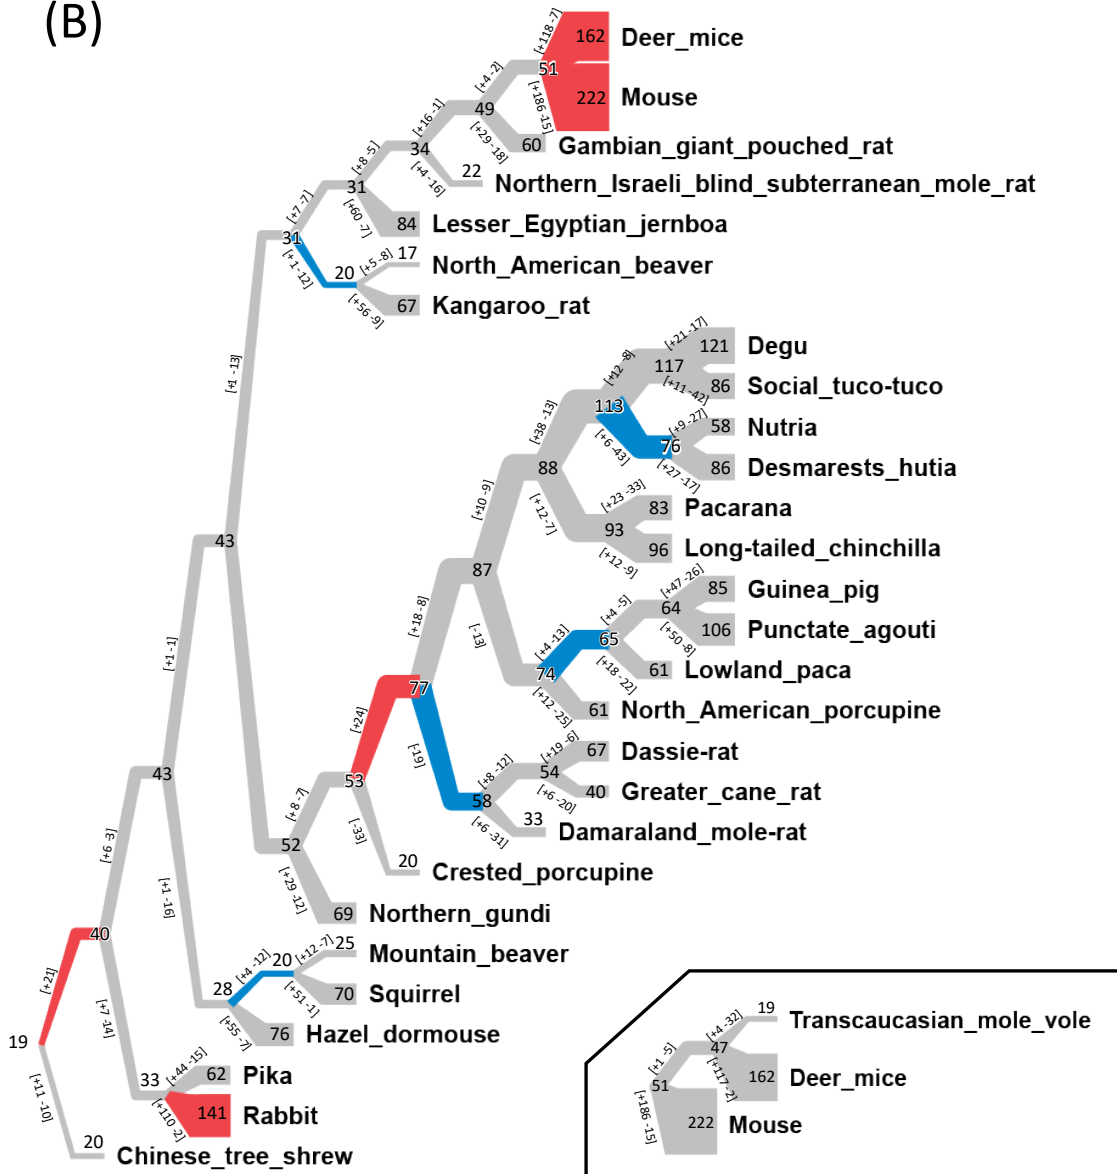 (B)
[+118 -7]
162 Deer_mice
[+4 -2]
51
[+186 -15]
222 Mouse
[+16 -1]
49
[+29 -18]
60 Gambian_giant_pouched_rat
[+8 -5]
34
[+4 -16]
22 Northern_Israeli_blind_subterranean_mole_rat
[+7 -7]
31
[+60 -7]
84 Lesser_Egyptian_jernboa
31
[+1 -12]
20
[+5 -8]
17 North_American_beaver
[+56 -9]
67 Kangaroo_rat
[+1 -13]
[+21 -17]
121 Degu
[+12 -8]
117
[+11 -42]
86 Social_tuco-tuco
[+38 -13]
113
[+6 -43]
76
[+9 -27]
58 Nutria
[+27 -17]
86 Desmarests_hutia
[+10 -9]
88
[+12 -7]
93
[+23 -33]
83 Pacarana
[+12 -9]
96 Long-tailed_chinchilla
43
[+18 -8]
87
[-13]
[+47 -26]
85 Guinea_pig
[+4 -5]
64
[+50 -8]
106 Punctate_agouti
[+4 -13]
65
[+18 -22]
61 Lowland_paca
74
[+12 -25]
61 North_American_porcupine
[+1 -1]
[+24]
77
[-19]
[+19 -6]
67 Dassie-rat
[+8 -12]
54
[+6 -20]
40 Greater_cane_rat
58
[+6 -31]
33 Damaraland_mole-rat
43
[+8 -7]
53
[-33]
20 Crested_porcupine
[+6 -3]
52
[+29 -12]
69 Northern_gundi
[+1 -16]
[+4 -12]
20
[+12 -7]
25 Mountain_beaver
[+51 -1]
70 Squirrel
28
[+55 -7]
76 Hazel_dormouse
[+21]
40
[+7 -14]
33
[+44 -15]
62 Pika
[+110 -2]
141 Rabbit
19
[+11 -10]
20 Chinese_tree_shrew
[+4 -32]
19 Transcaucasian_mole_vole
[+1 -5]
47
[+117 -2]
162 Deer_mice
51
[+186 -15]
222 Mouse